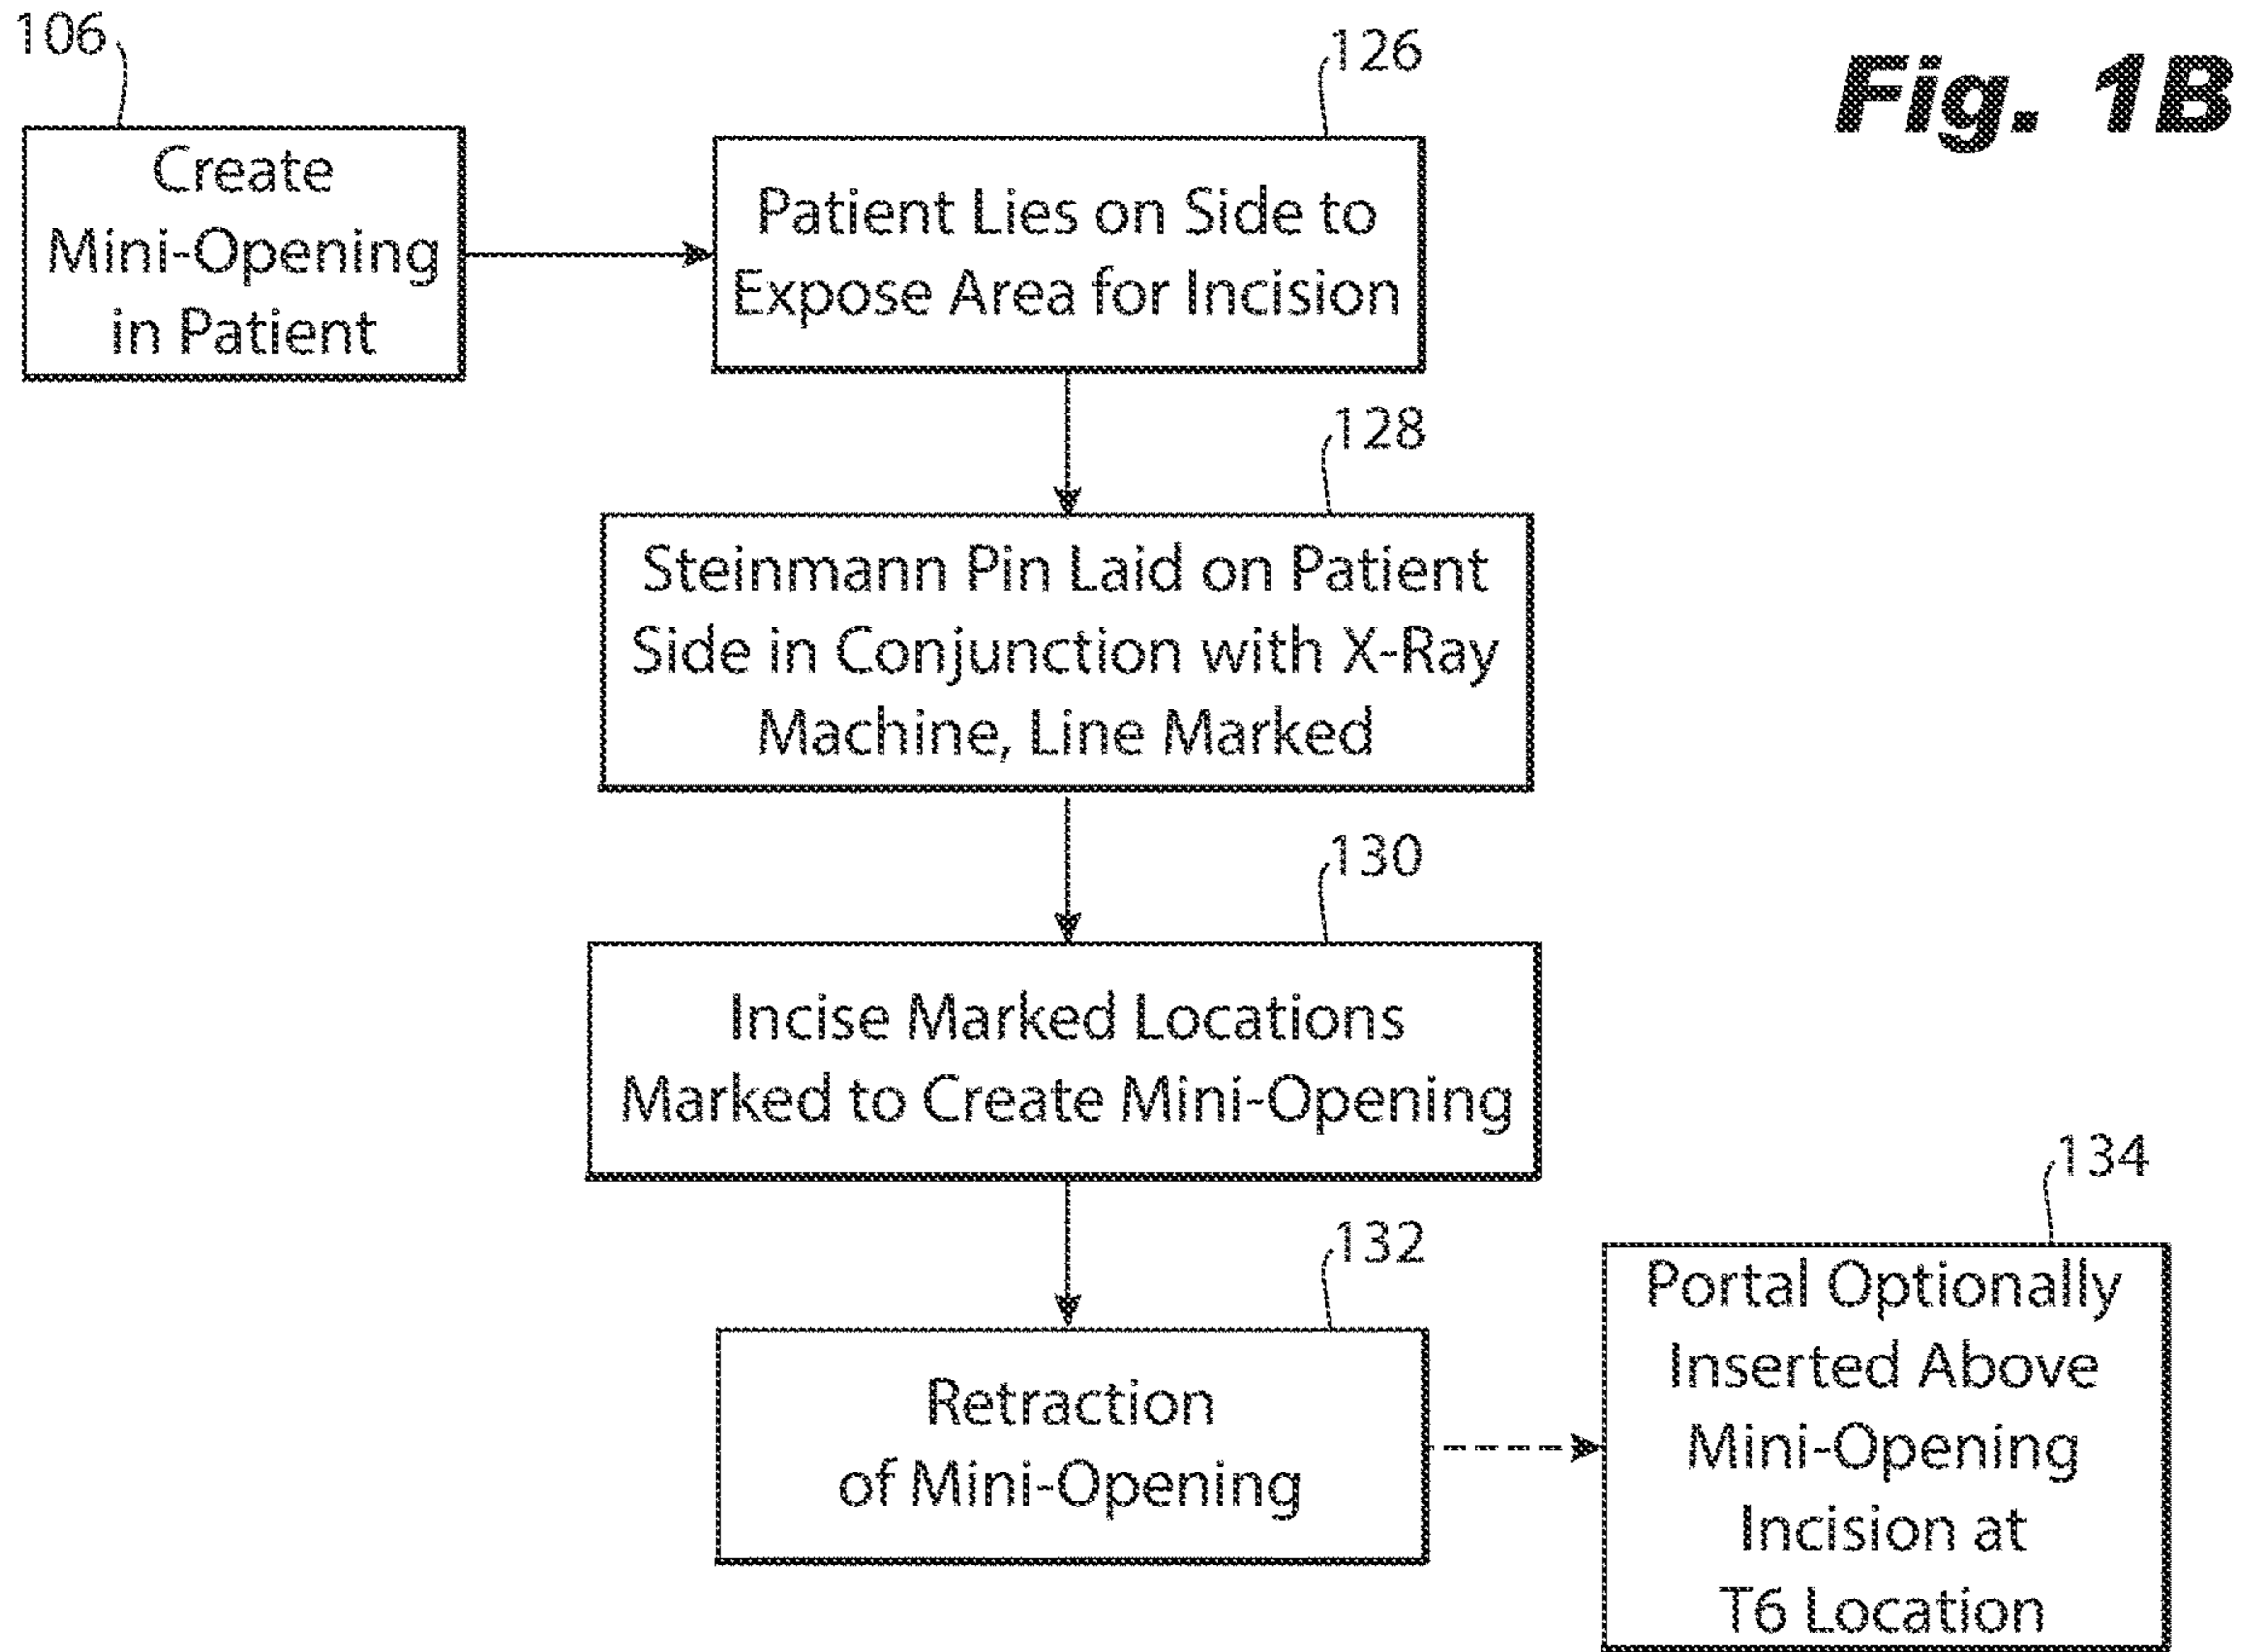 106
126
Fig. 1B
Create
Mini-Opening
in Patient
Patient Lies on Side to
Expose Area for Incision
128
Steinmann Pin Laid on Patient
Side in Conjunction with X-Ray
Machine, Line Marked
130
Incise Marked Locations
Marked to Create Mini-Opening
132
Retraction
of Mini-Opening
134
Portal Optionally
Inserted Above
Mini-Opening
Incision at
T6 Location